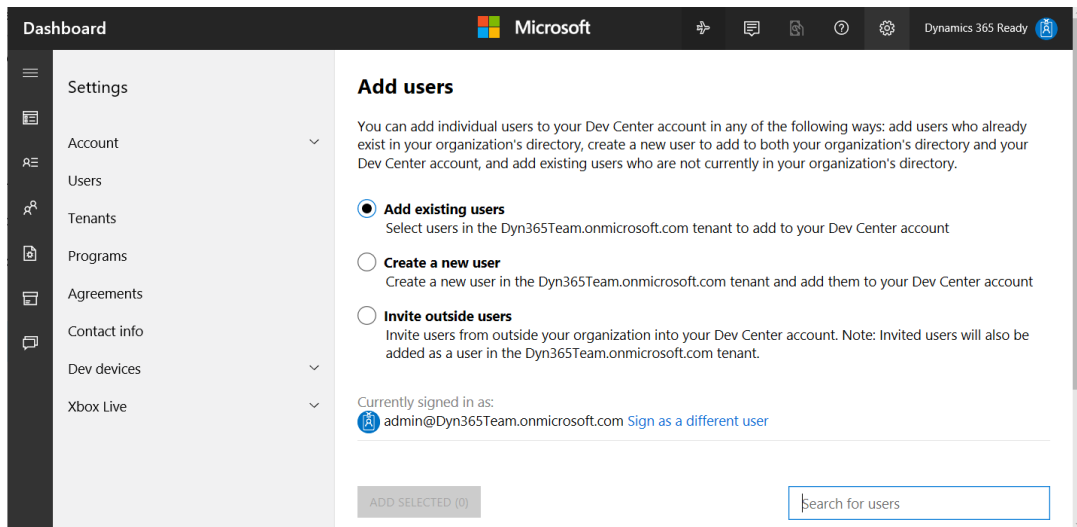 Dashboard
Microsoft
Dynamics 365 Ready
Settings
Account
Users
Tenants
Programs
Agreements
Contact info
Dev devices
Xbox Live
Add users
You can add individual users to your Dev Center account in any of the following ways: add users who already
exist in your organization's directory, create a new user to add to both your organization's directory and your
Dev Center account, and add existing users who are not currently in your organization's directory.
Add existing users
Select users in the Dyn365Team.onmicrosoft.com tenant to add to your Dev Center account
Create a new user
Create a new user in the Dyn365Team.onmicrosoft.com tenant and add them to your Dev Center account
Invite outside users
Invite users from outside your organization into your Dev Center account. Note: Invited users will also be
added as a user in the Dyn365Team.onmicrosoft.com tenant.
Currently signed in as:
admin@Dyn365Team.onmicrosoft.com Sign as a different user
ADD SELECTED (0)
Search for users